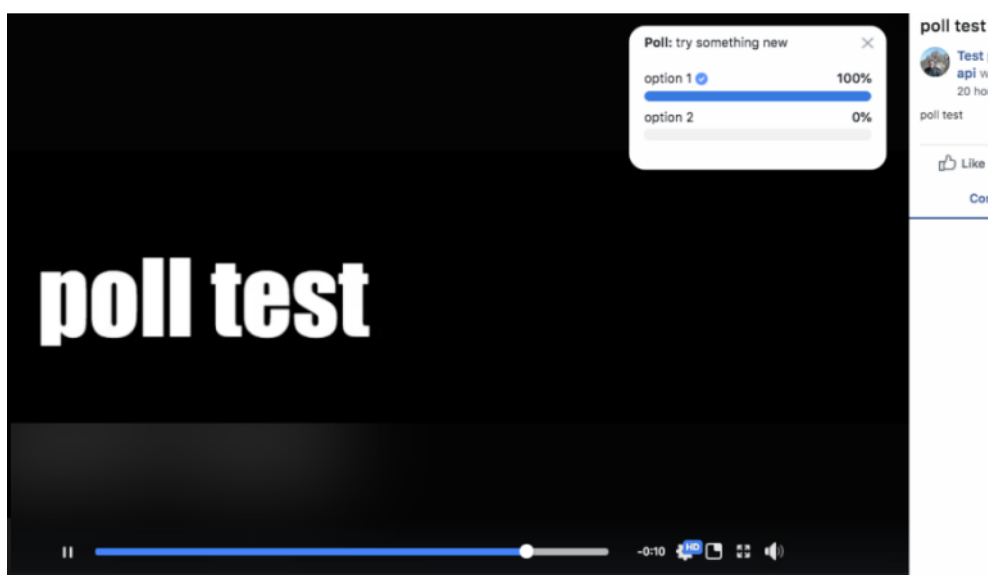 Poll: try something new
option 1
100%
option 2
0%
poll test
-0:10
HD
poll test
Test
api
20
poll test
Like